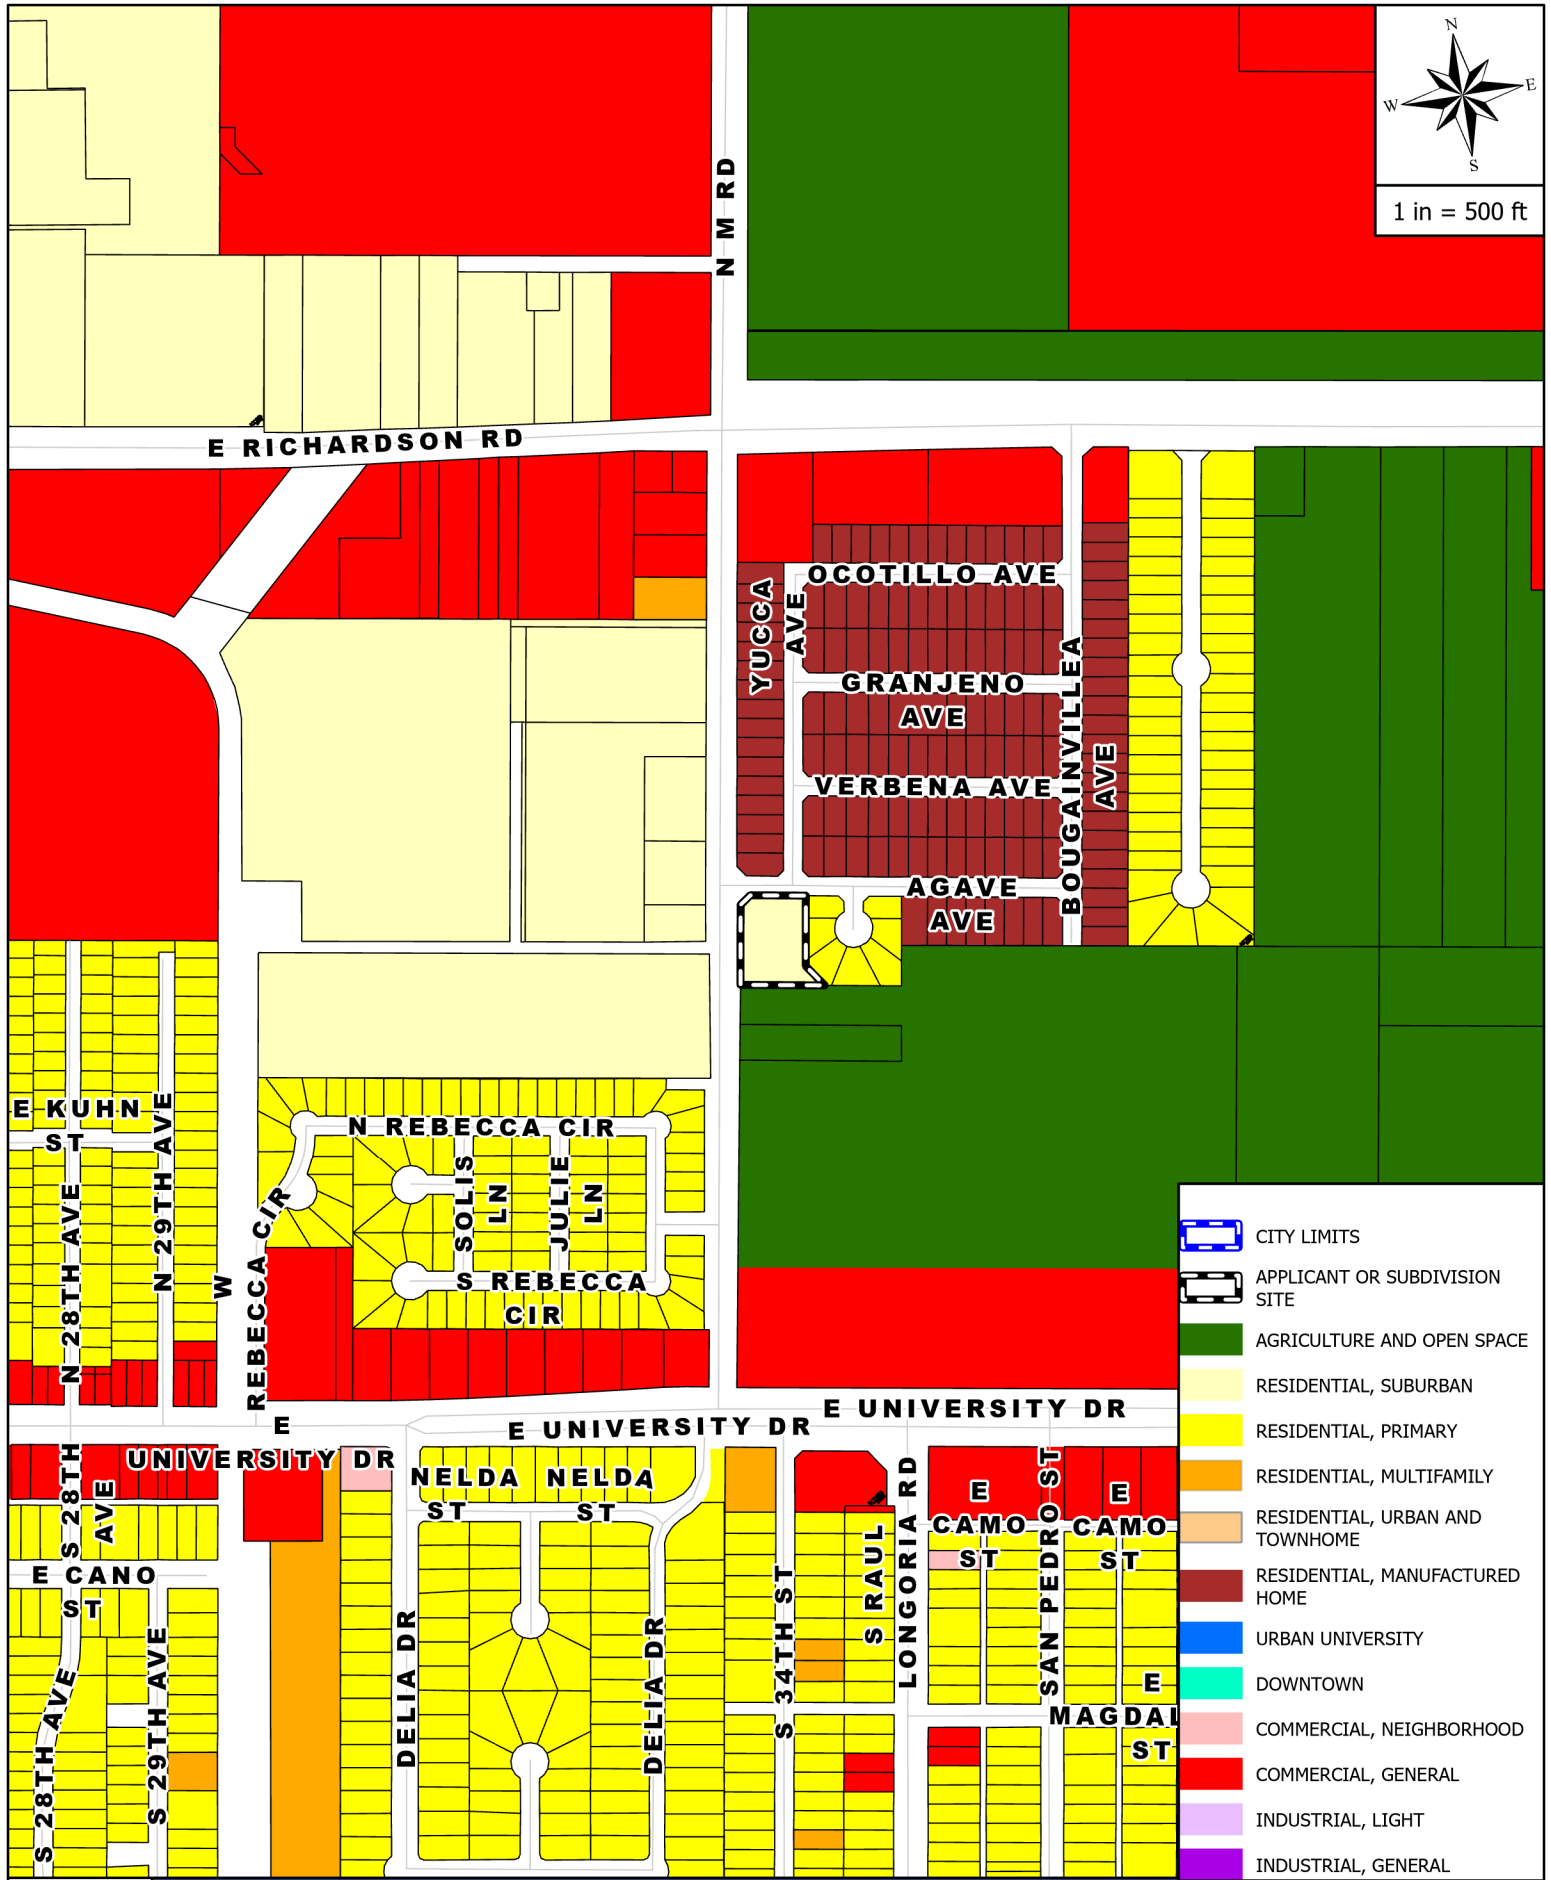 N
E
W
S
1 in = 500 ft
N M RD
E RICHARDSON RD
OCOTILLO AVE
YUCCA
AVE
GRANJENO
AVE
BOUGAINVILLEA
AVE
VERBENA AVE
AGAVE
AVE
E KUHN
ST
N 29TH AVE
N 28TH AVE
N REBECCA CIR
SOLIS
LN
JULIE
LN
W
REBECCA CIR
S REBECCA
CIR
E
UNIVERSITY DR
E UNIVERSITY DR
E UNIVERSITY DR
NELDA
ST
NELDA
ST
S 28TH
AVE
E CANO
ST
S 28TH AVE
S 29TH AVE
DELIA DR
DELIA DR
S 34TH ST
S RAUL
LONGORIA RD
E
CAMO
ST
SAN PEDRO ST
E
CAMO
ST
E
MAGDAL
ST
CITY LIMITS
APPLICANT OR SUBDIVISION
SITE
AGRICULTURE AND OPEN SPACE
RESIDENTIAL, SUBURBAN
RESIDENTIAL, PRIMARY
RESIDENTIAL, MULTIFAMILY
RESIDENTIAL, URBAN AND
TOWNHOME
RESIDENTIAL, MANUFACTURED
HOME
URBAN UNIVERSITY
DOWNTOWN
COMMERCIAL, NEIGHBORHOOD
COMMERCIAL, GENERAL
INDUSTRIAL, LIGHT
INDUSTRIAL, GENERAL